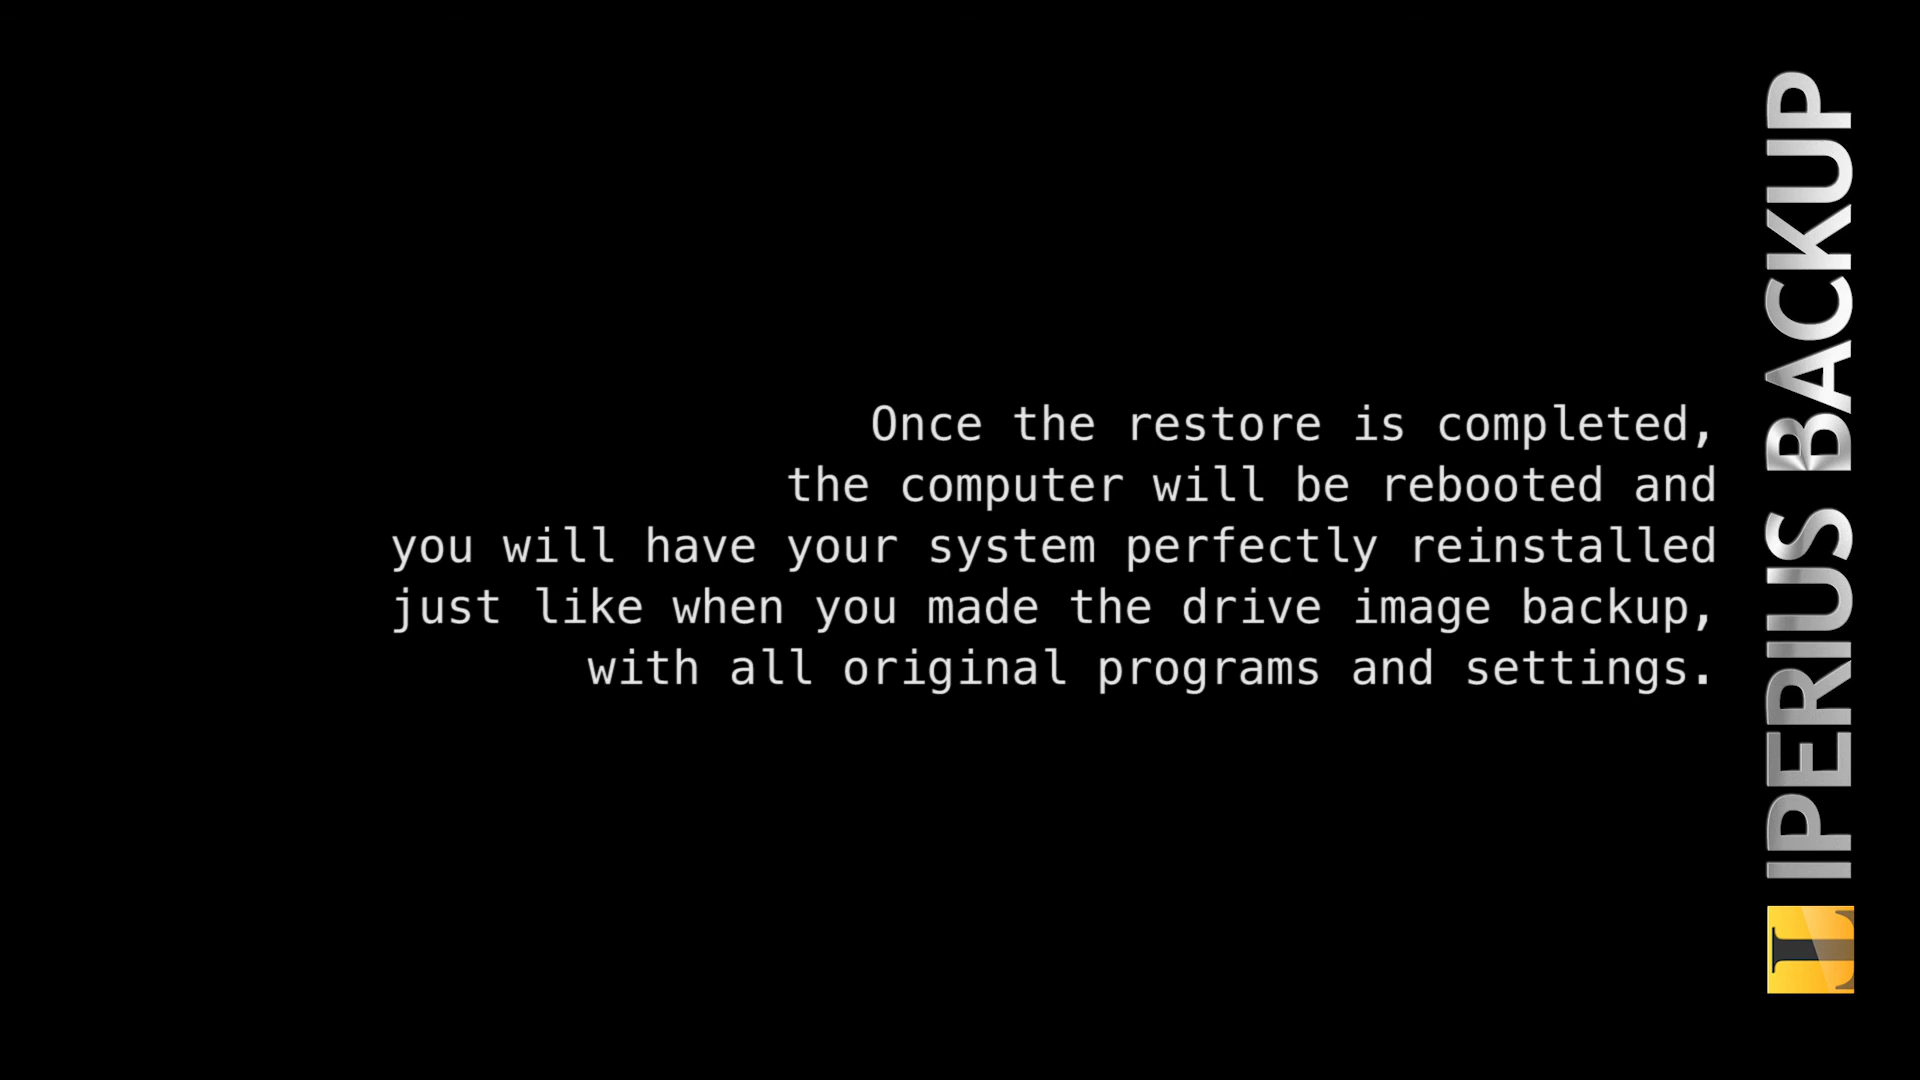 Once the restore is completed,
the computer will be rebooted and
you will have your system perfectly reinstalled
just like when you made the drive image backup,
with all original programs and settings.
IPERIUS BACKUP